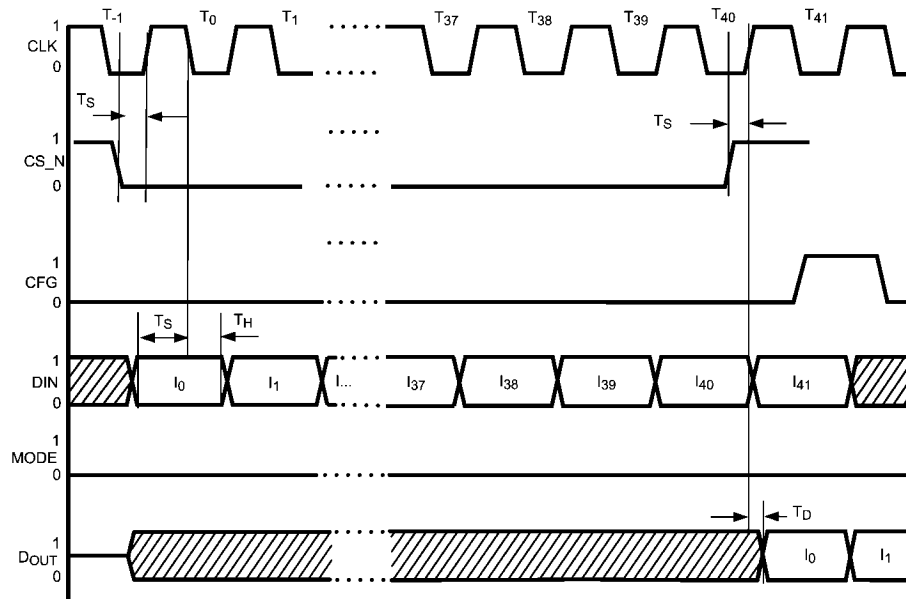 T-1 T0 T1 T37 T38 T39 T40 T41
1
CLK
0
TS TS
1
CS_N
0
1
CFG
0
TS TH
1
DIN I0 I1 I... I37 I38 I39 I40 I41
0
1
MODE
0
TD
1
DOUT I0 I1
0